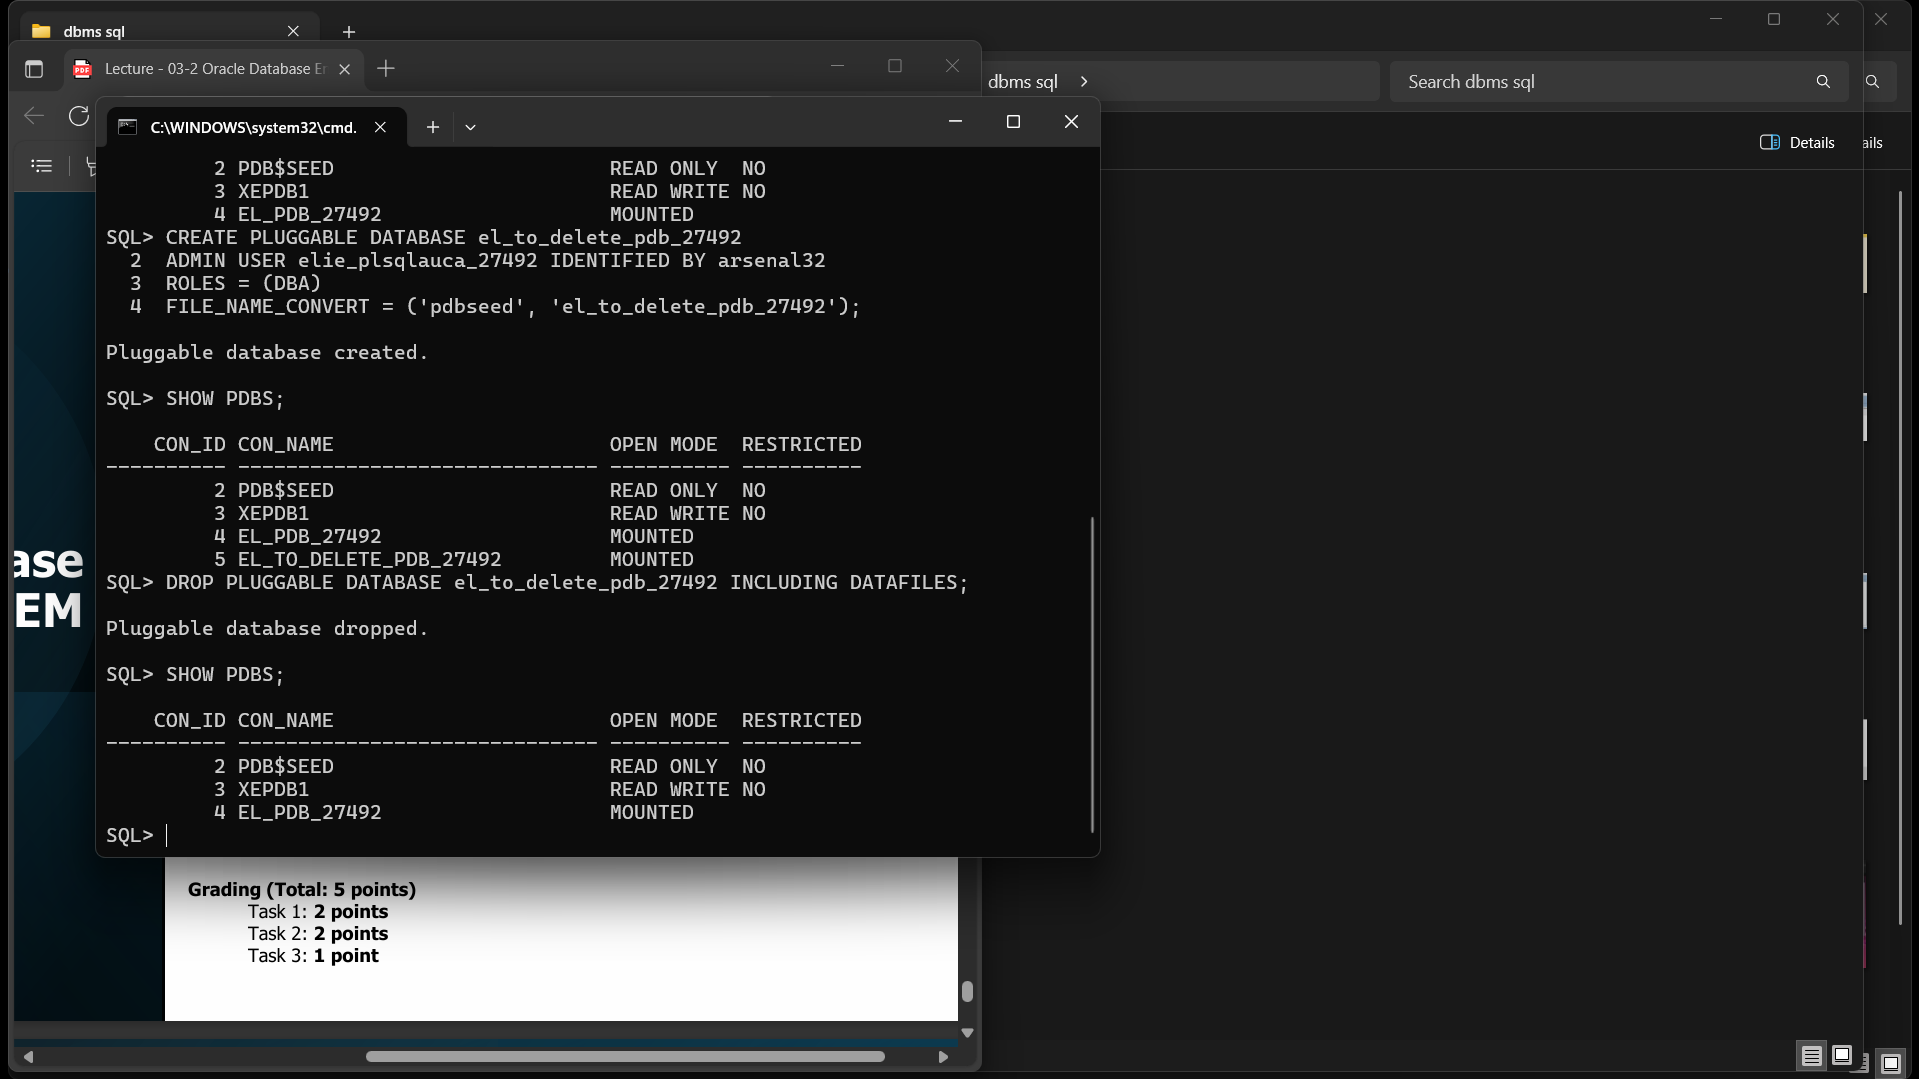 dbms sql
Lecture - 03-2 Oracle Database Er
dbms sql
Search dbms sql
C:\WINDOWS\system32\cmd.
Details
ails
2 PDB$SEED READ ONLY NO
3 XEPDB1 READ WRITE NO
4 EL_PDB_27492 MOUNTED
SQL> CREATE PLUGGABLE DATABASE el_to_delete_pdb_27492
2 ADMIN USER elie_plsqlauca_27492 IDENTIFIED BY arsenal32
3 ROLES = (DBA)
4 FILE_NAME_CONVERT = ('pdbseed', 'el_to_delete_pdb_27492');
Pluggable database created.
SQL> SHOW PDBS;
CON_ID CON_NAME OPEN MODE RESTRICTED
---------- ------------------------------ ---------- ----------
2 PDB$SEED READ ONLY NO
3 XEPDB1 READ WRITE NO
4 EL_PDB_27492 MOUNTED
5 EL_TO_DELETE_PDB_27492 MOUNTED
SQL> DROP PLUGGABLE DATABASE el_to_delete_pdb_27492 INCLUDING DATAFILES;
Pluggable database dropped.
SQL> SHOW PDBS;
CON_ID CON_NAME OPEN MODE RESTRICTED
---------- ------------------------------ ---------- ----------
2 PDB$SEED READ ONLY NO
3 XEPDB1 READ WRITE NO
4 EL_PDB_27492 MOUNTED
SQL>
ase
EM
Grading (Total: 5 points)
Task 1: 2 points
Task 2: 2 points
Task 3: 1 point